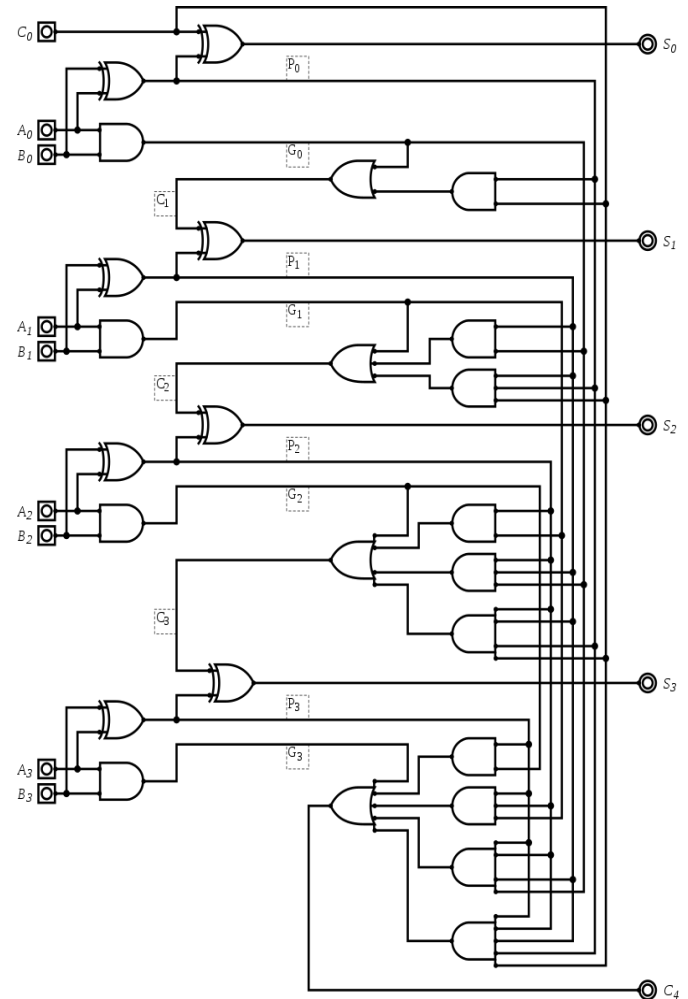 C₀
S₀
P₀
A₀
B₀
G₀
C₁
S₁
P₁
G₁
A₁
B₁
C₂
S₂
P₂
G₂
A₂
B₂
C₃
S₃
P₃
G₃
A₃
B₃
C₄